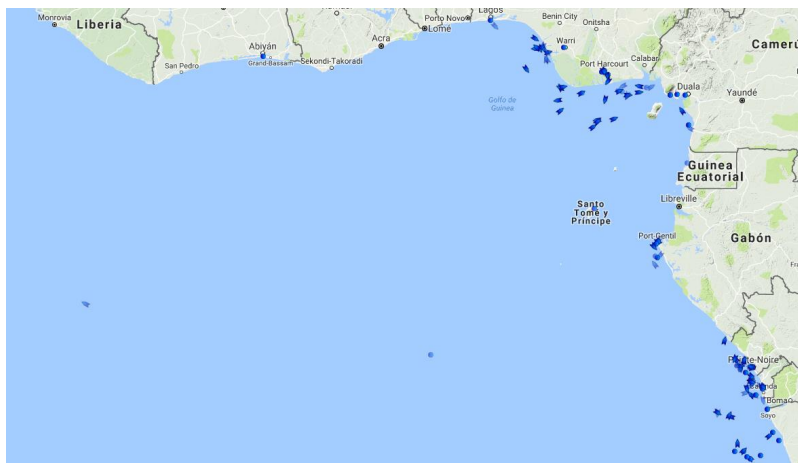 Monrovia
Liberia
San Pedro
Abiyán
Grand-Bassam
Sekondi-Takoradi
Accra
Lomé
Porto Novo
Lagos
Benin City
Onitsha
Warri
Port Harcourt
Calabar
Duala
Yaundé
Golfo de
Guinea
Guinea
Ecuatorial
Santo
Tomé y
Príncipe
Libreville
Port-Gentil
Gabón
Pointe-Noire
Boma
Soyo